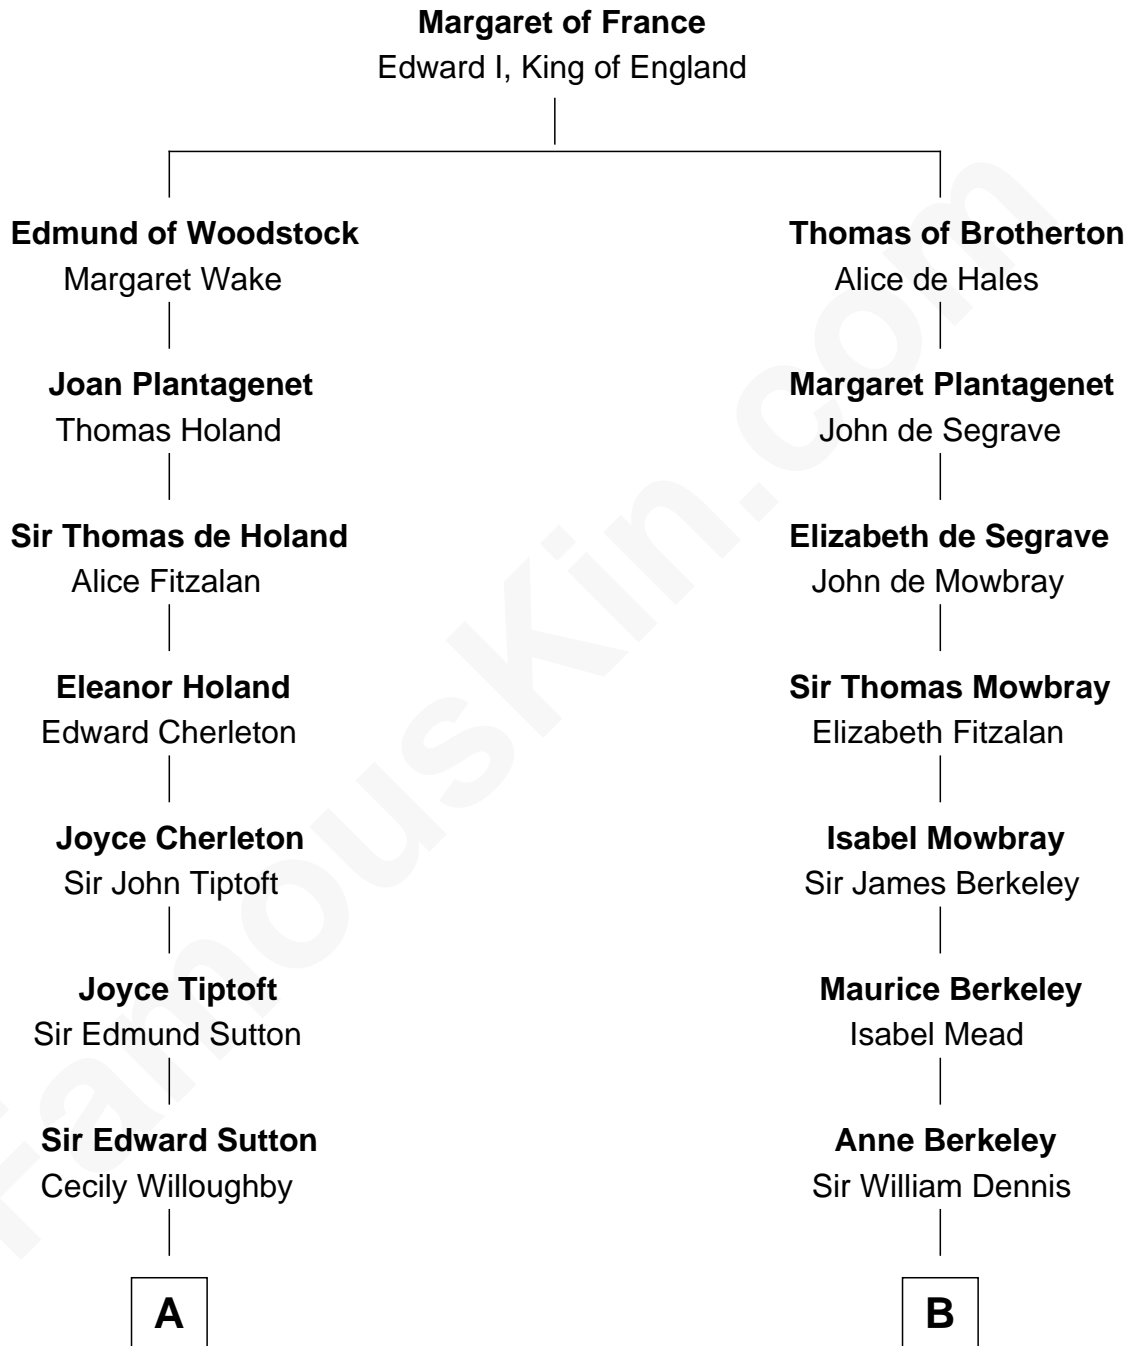 Margaret of France
Edward I, King of England
Edmund of Woodstock
Margaret Wake
Thomas of Brotherton
Alice de Hales
Joan Plantagenet
Thomas Holand
Margaret Plantagenet
John de Segrave
Sir Thomas de Holand
Alice Fitzalan
Elizabeth de Segrave
John de Mowbray
Eleanor Holand
Edward Cherleton
Sir Thomas Mowbray
Elizabeth Fitzalan
Joyce Cherleton
Sir John Tiptoft
Isabel Mowbray
Sir James Berkeley
Joyce Tiptoft
Sir Edmund Sutton
Maurice Berkeley
Isabel Mead
Sir Edward Sutton
Cecily Willoughby
Anne Berkeley
Sir William Dennis
A
B
FamousKin.com